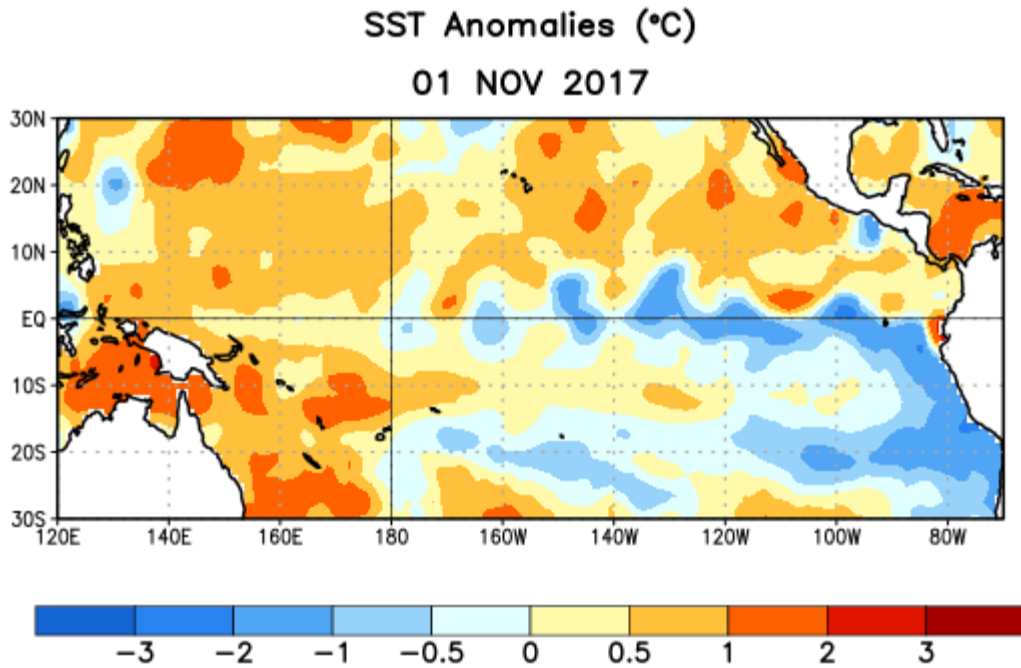 SST Anomalies (°C)
01 NOV 2017
30N
20N
10N
EQ
10S
20S
30S
120E 140E 160E 180 160W 140W 120W 100W 80W
-3 -2 -1 -0.5 0 0.5 1 2 3